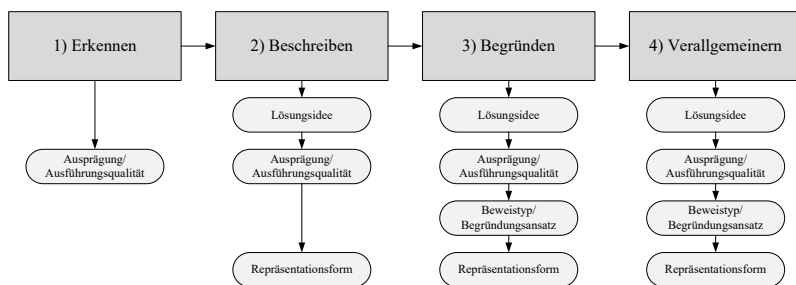 1) Erkennen
2) Beschreiben
3) Begründen
4) Verallgemeinern
Lösungsidee
Lösungsidee
Lösungsidee
Ausprägung/
Ausführungsqualität
Ausprägung/
Ausführungsqualität
Ausprägung/
Ausführungsqualität
Ausprägung/
Ausführungsqualität
Beweistyp/
Begründungsansatz
Beweistyp/
Begründungsansatz
Repräsentationsform
Repräsentationsform
Repräsentationsform